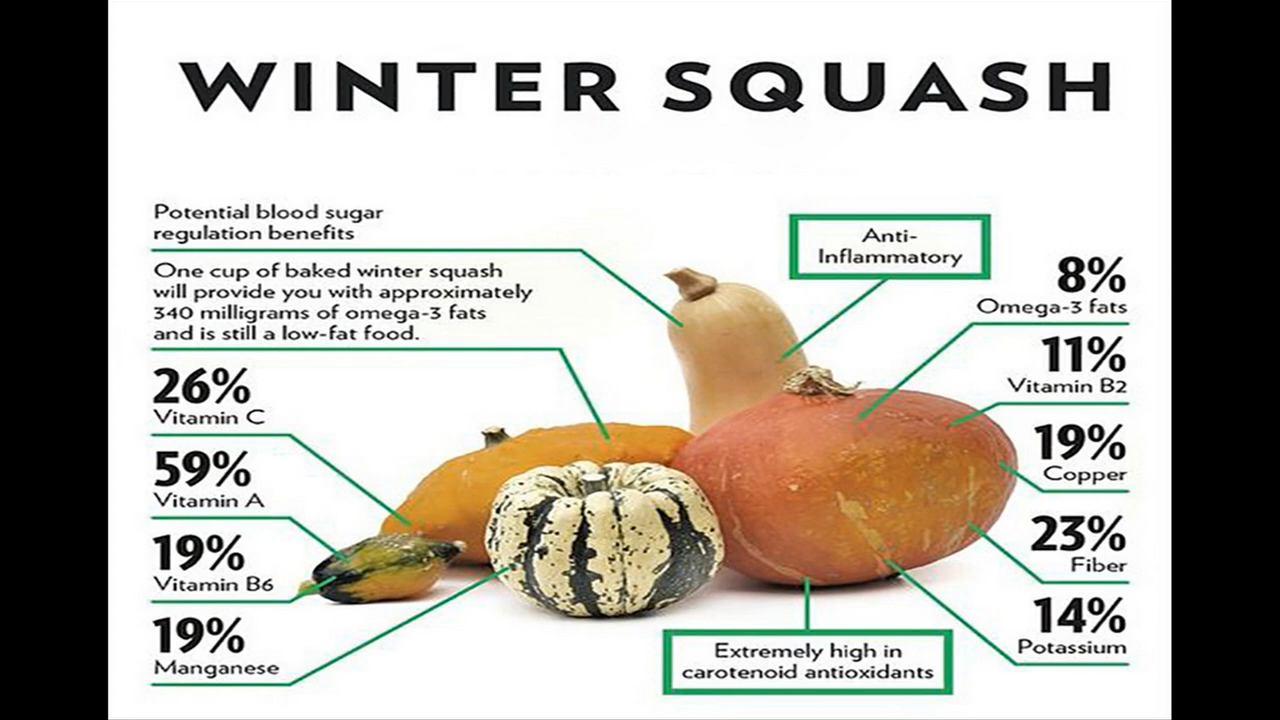 WINTER SQUASH
Potential blood sugar
regulation benefits
One cup of baked winter squash
will provide you with approximately
340 milligrams of omega-3 fats
and is still a low-fat food.
26%
Vitamin C
59%
Vitamin A
19%
Vitamin B6
19%
Manganese
Anti-
Inflammatory
8%
Omega-3 fats
11%
Vitamin B2
19%
Copper
23%
Fiber
14%
Potassium
Extremely high in
carotenoid antioxidants